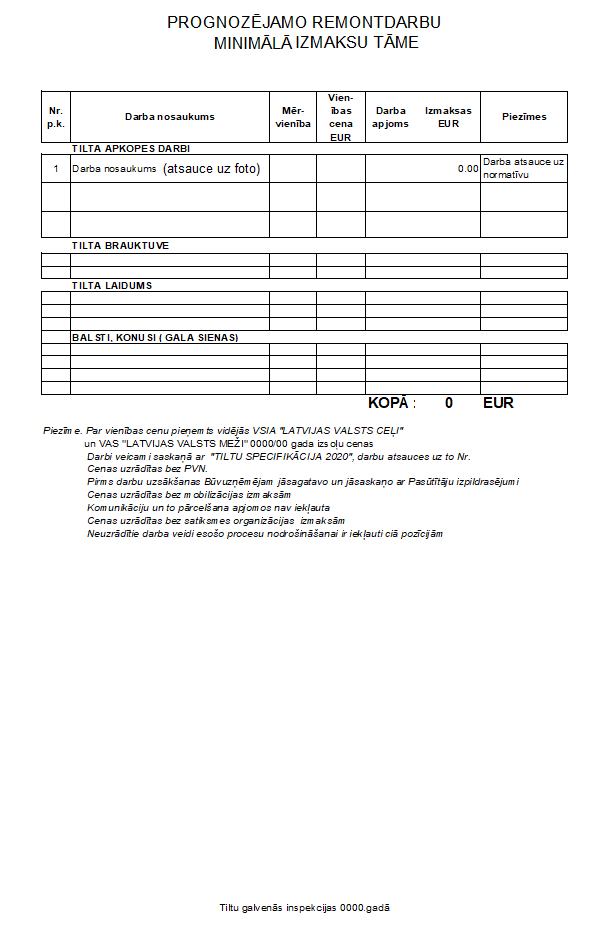 PROGNOZĒJAMO REMONTDARBU
MINIMĀLĀ IZMAKSU TĀME
Nr. p.k. Darba nosaukums Mēr-vienība Vien-ības cena EUR Darba apjoms Izmaksas EUR Piezīmes
TILTA APKOPES DARBI
1 Darba nosaukums (atsauce uz foto) 0.00 Darba atsauce uz normatīvu
TILTA BRAUKTUVE
TILTA LAIDUMS
BALSTI, KONUSI ( GALA SIENAS)
KOPĀ : 0 EUR
Piezīme. Par vienības cenu pieņemts vidējās VSIA "LATVIJAS VALSTS CEĻI"
un VAS "LATVIJAS VALSTS MEŽI" 0000/00 gada izsoļu cenas
Darbi veicami saskaņā ar "TILTU SPECIFIKĀCIJA 2020", darbu atsauces uz to Nr.
Cenas uzrādītas bez PVN.
Pirms darbu uzsākšanas Būvuzņēmējam jāsagatavo un jāsaskaņo ar Pasūtītāju izpildrasējumi
Cenas uzrādītas bez mobilizācijas izmaksām
Komunikāciju un to pārcelšana apjomos nav iekļauta
Cenas uzrādītas bez satiksmes organizācijas izmaksām
Neuzrādītie darba veidi esošo procesu nodrošināšanai ir iekļauti ciā pozīcijām
Tiltu galvenās inspekcijas 0000.gadā